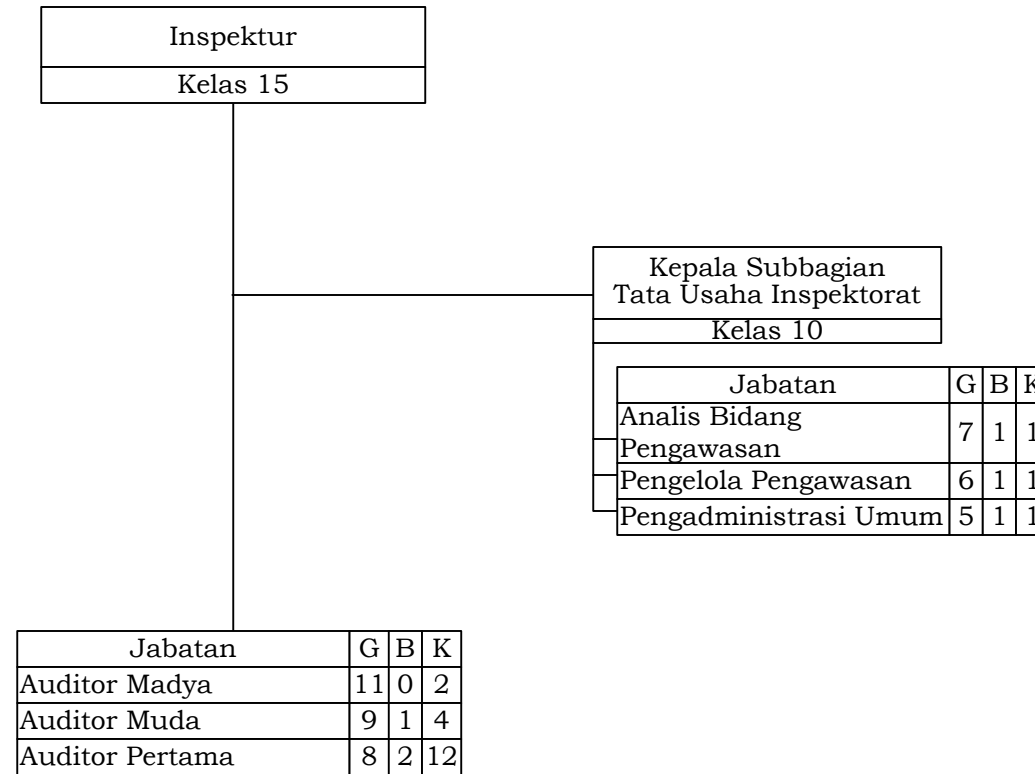 Inspektur
Kelas 15
Kepala Subbagian
Tata Usaha Inspektorat
Kelas 10
Jabatan G B K
Analis Bidang
Pengawasan 7 1 1
Pengelola Pengawasan 6 1 1
Pengadministrasi Umum 5 1 1
Jabatan G B K
Auditor Madya 11 0 2
Auditor Muda 9 1 4
Auditor Pertama 8 2 12